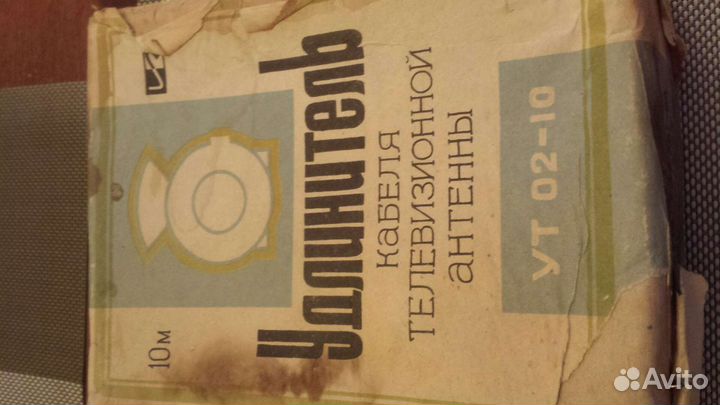 10м
Удлинитель
кабеля
телевизионной
антенны
УТ 02-10
Avito